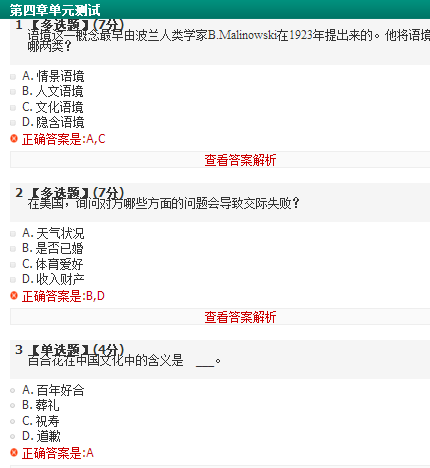 第四章单元测试
1 【多选题】(7分)
语境这一概念最早由波兰人类学家B.Malinowski在1923年提出来的。他将语境
哪两类？
A. 情景语境
B. 人文语境
C. 文化语境
D. 隐含语境
正确答案是:A,C
查看答案解析
2 【多选题】(7分)
在美国，询问对方哪些方面的问题会导致交际失败？
A. 天气状况
B. 是否已婚
C. 体育爱好
D. 收入财产
正确答案是:B,D
查看答案解析
3 【单选题】(4分)
百合花在中国文化中的含义是 ___。
A. 百年好合
B. 葬礼
C. 祝寿
D. 道歉
正确答案是:A